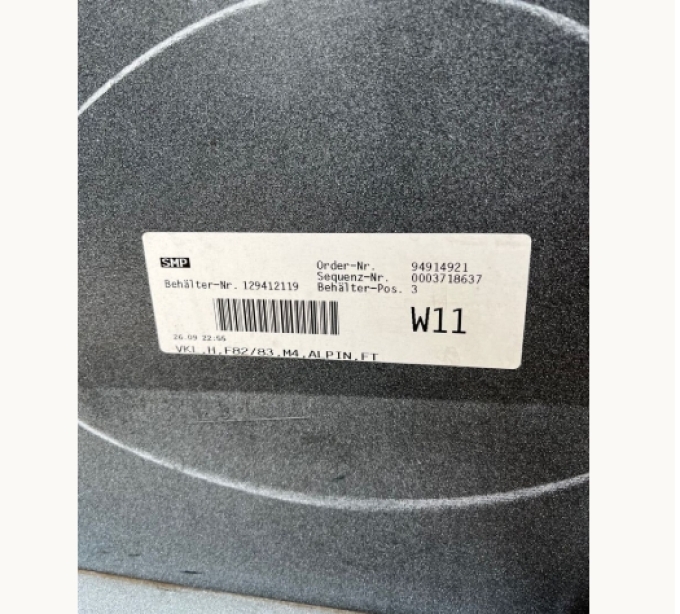 SMP
Order-Nr. 94914921
Sequenz-Nr. 0003718637
Behälter-Nr. 129412119 Behälter-Pos. 3
W11
26.09 22:56
VKL,H,F82/83,M4,ALPIN,FT